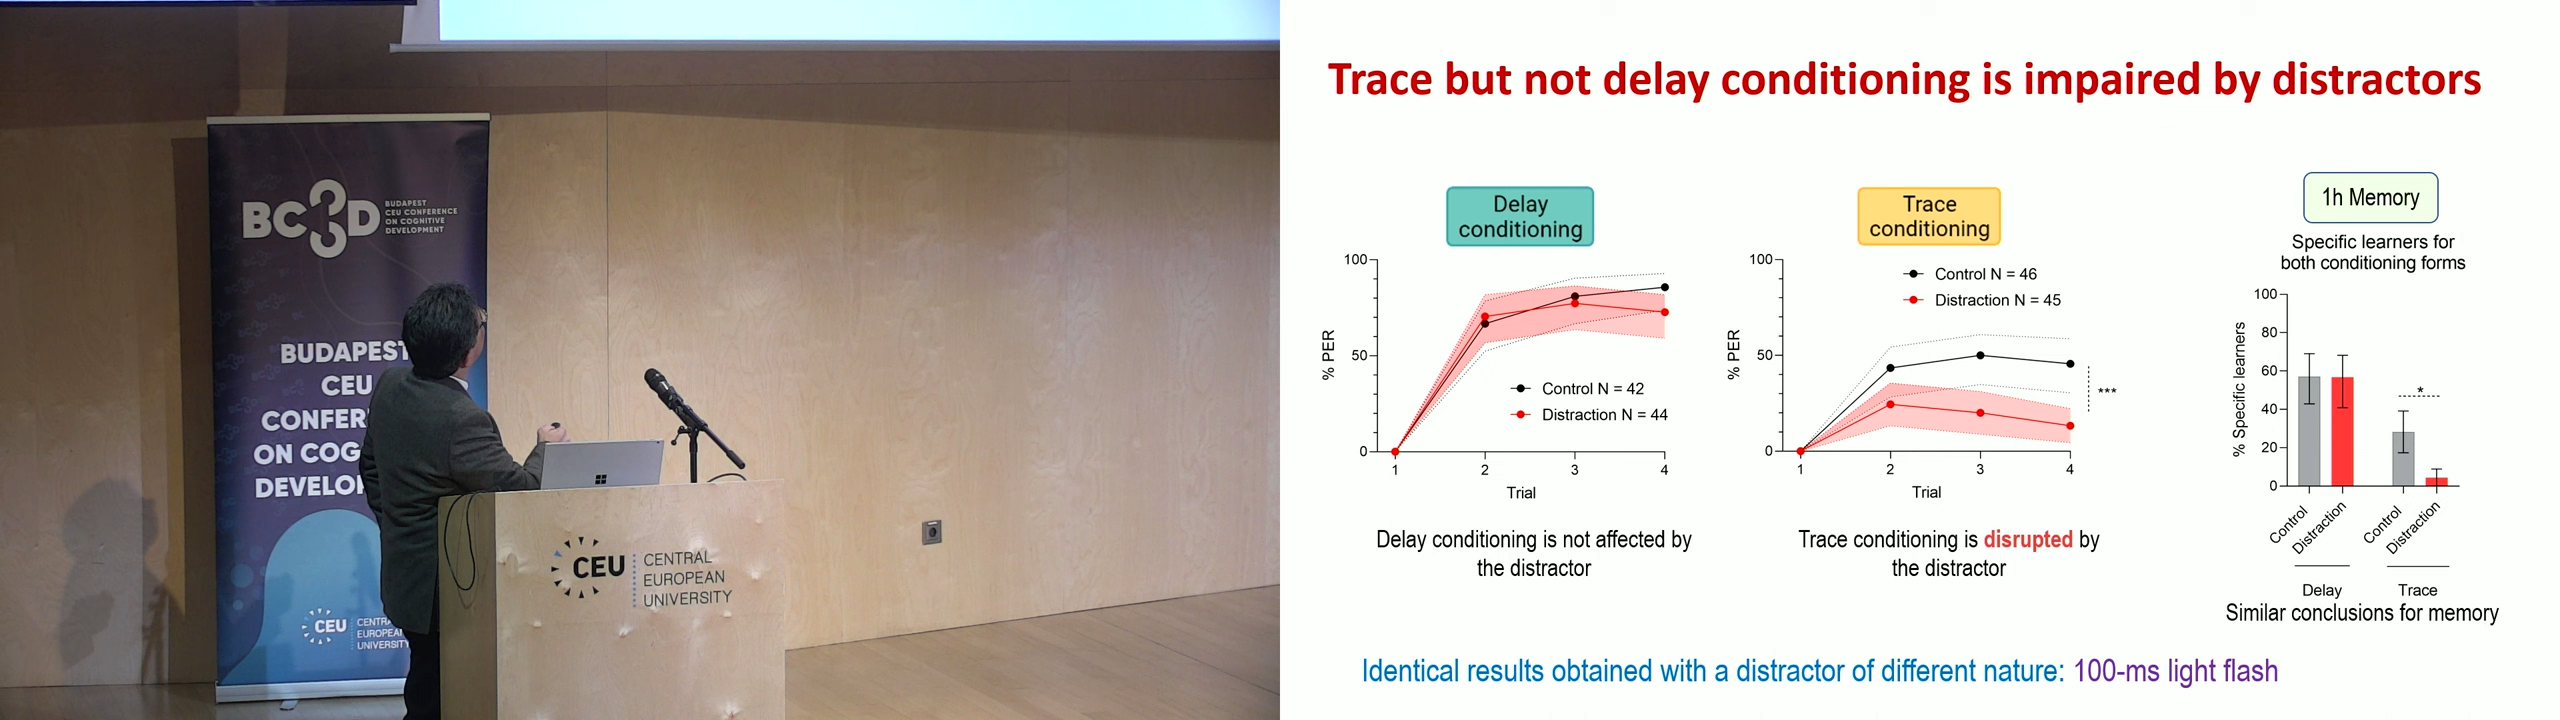 BC3D
BUDAPEST
CEU CONFERENCE
ON COGNITIVE
DEVELOPMENT
BUDAPEST
CEU
CONFER
ON COG
DEVELO
CEU
CENTRA
EUROPEA
UNIVERSITY
CEU
CENTRAL
EUROPEAN
UNIVERSITY
Trace but not delay conditioning is impaired by distractors
Delay
conditioning
100
50
0
% PER
1 2 3 4
Trial
Control N = 42
Distraction N = 44
Delay conditioning is not affected by
the distractor
Trace
conditioning
100
50
0
% PER
1 2 3 4
Trial
Control N = 46
Distraction N = 45
***
Trace conditioning is disrupted by
the distractor
1h Memory
Specific learners for
both conditioning forms
100
80
60
40
20
0
% Specific learners
*
Control
Distraction
Control
Distraction
Delay
Trace
Similar conclusions for memory
Identical results obtained with a distractor of different nature: 100-ms light flash